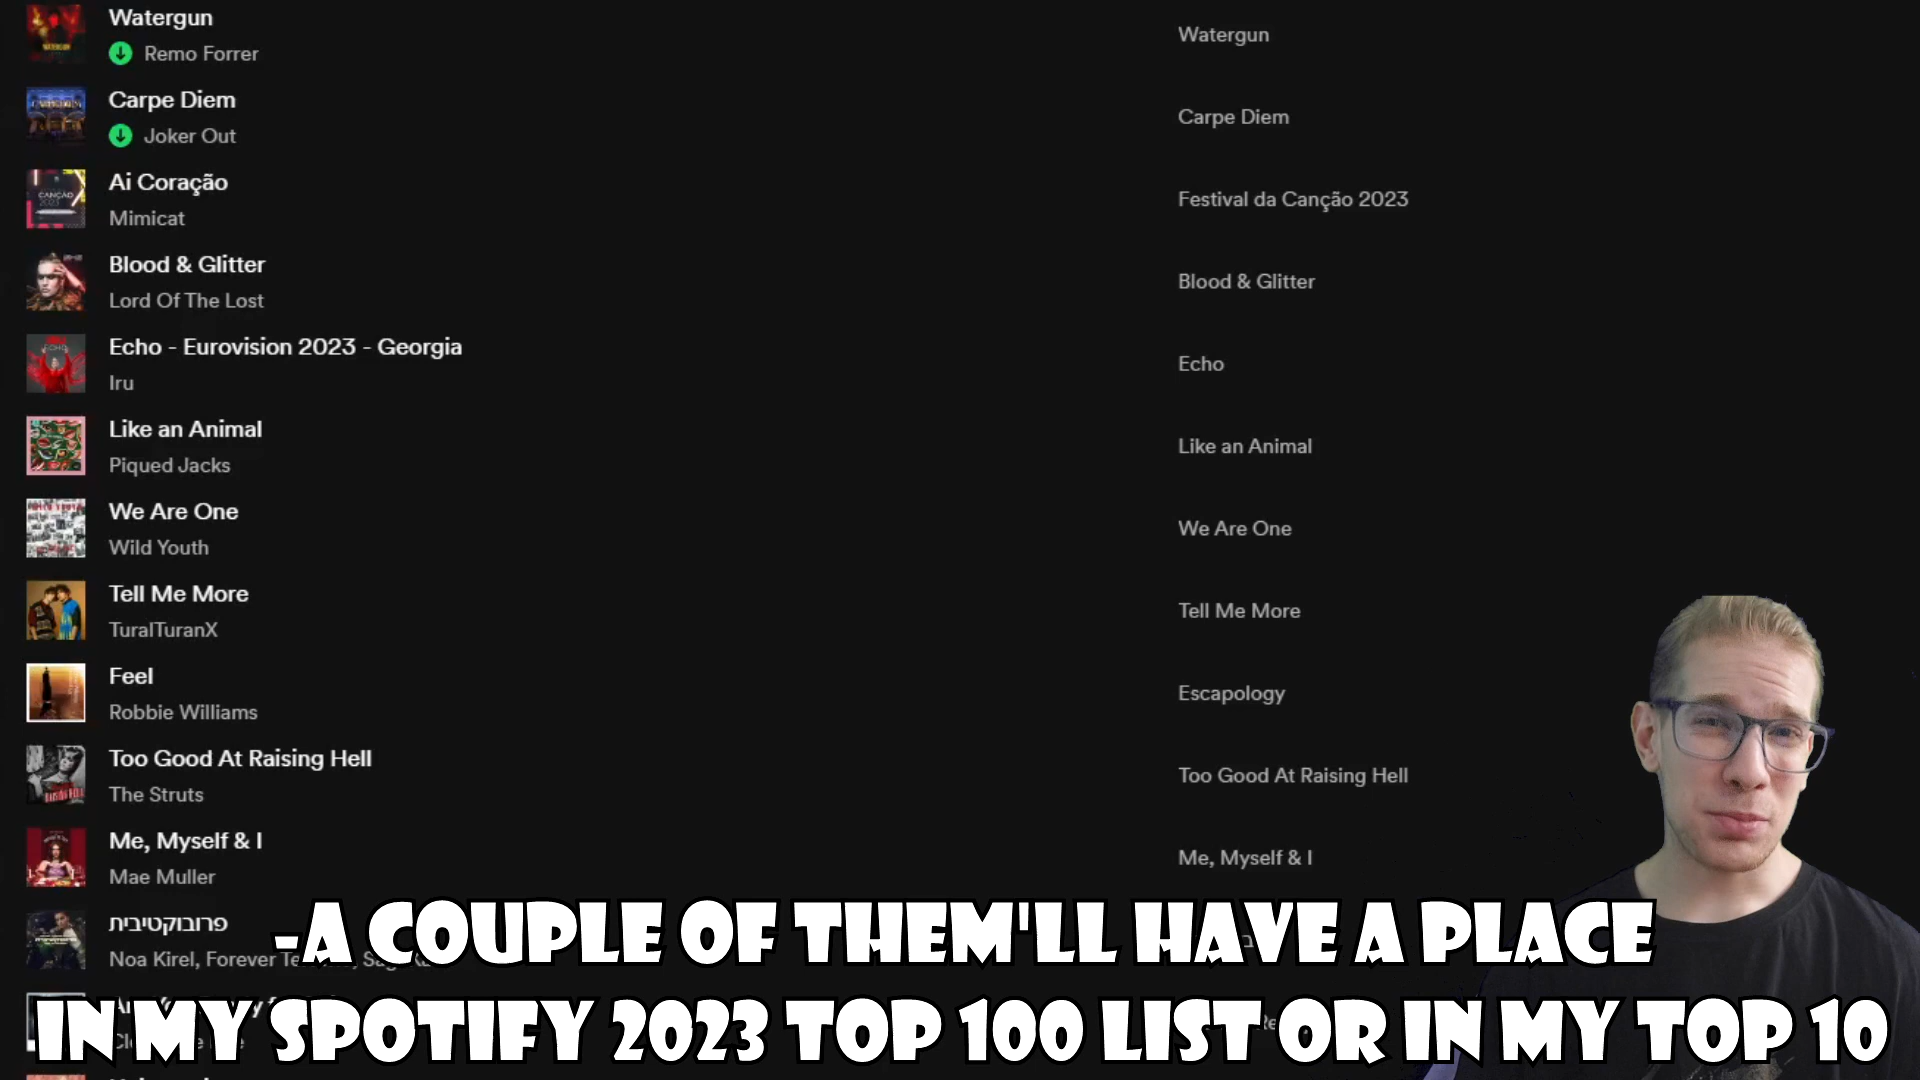 Watergun
Remo Forrer
Watergun
Carpe Diem
Joker Out
Carpe Diem
Ai Coração
Mimicat
Festival da Canção 2023
Blood & Glitter
Lord Of The Lost
Blood & Glitter
Echo - Eurovision 2023 - Georgia
Iru
Echo
Like an Animal
Piqued Jacks
Like an Animal
We Are One
Wild Youth
We Are One
Tell Me More
TuralTuranX
Tell Me More
Feel
Robbie Williams
Escapology
Too Good At Raising Hell
The Struts
Too Good At Raising Hell
Me, Myself & I
Mae Muller
Me, Myself & I
פרובוקטיבית
Noa Kirel, Forever
-A COUPLE OF THEM'LL HAVE A PLACE
IN MY SPOTIFY 2023 TOP 100 LIST OR IN MY TOP 10